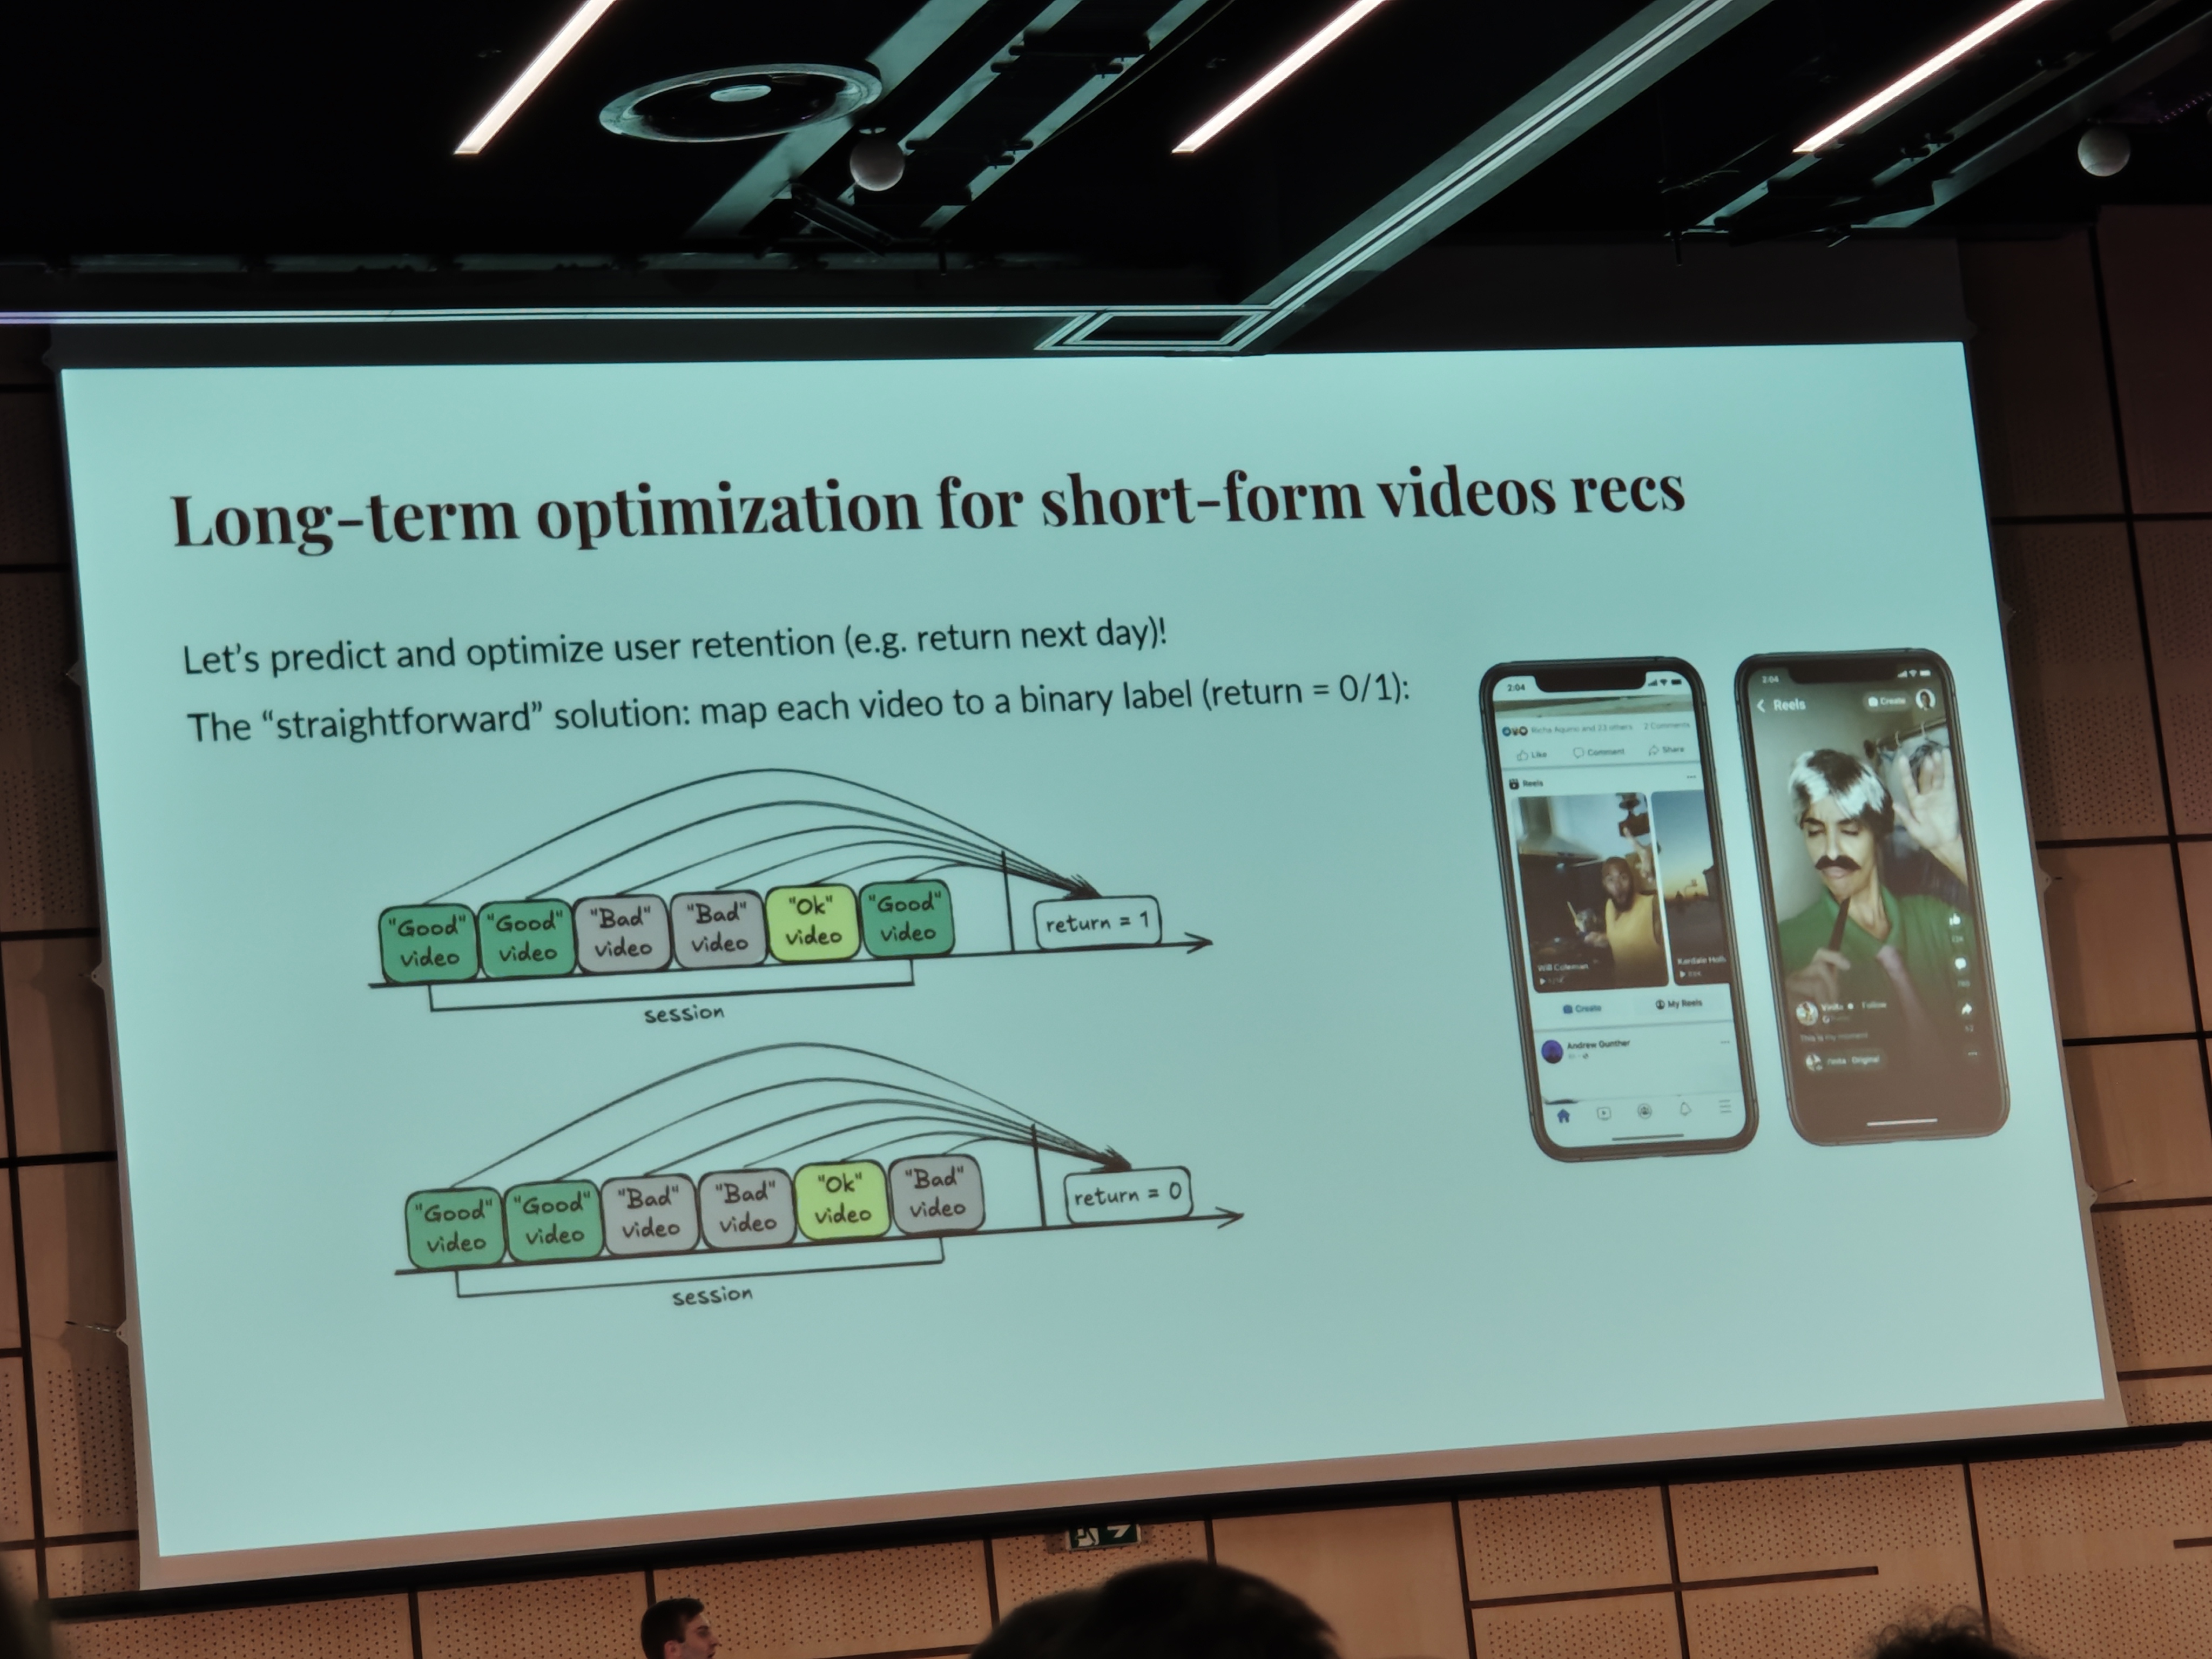 Long-term optimization for short-form videos recs
Let's predict and optimize user retention (e.g. return next day)!
The "straightforward" solution: map each video to a binary label (return = 0/1):
"Good" video
"Good" video
"Bad" video
"Bad" video
"Ok" video
"Good" video
return = 1
session
"Good" video
"Good" video
"Bad" video
"Bad" video
"Ok" video
"Bad" video
return = 0
session
2:04
Richa Aquino and 23 others 2 Comments
Like Comment Share
Reels
Will Coleman
Create My Reels
Andrew Gunther
2:04
Reels Create
Follow
This is my moment
Original